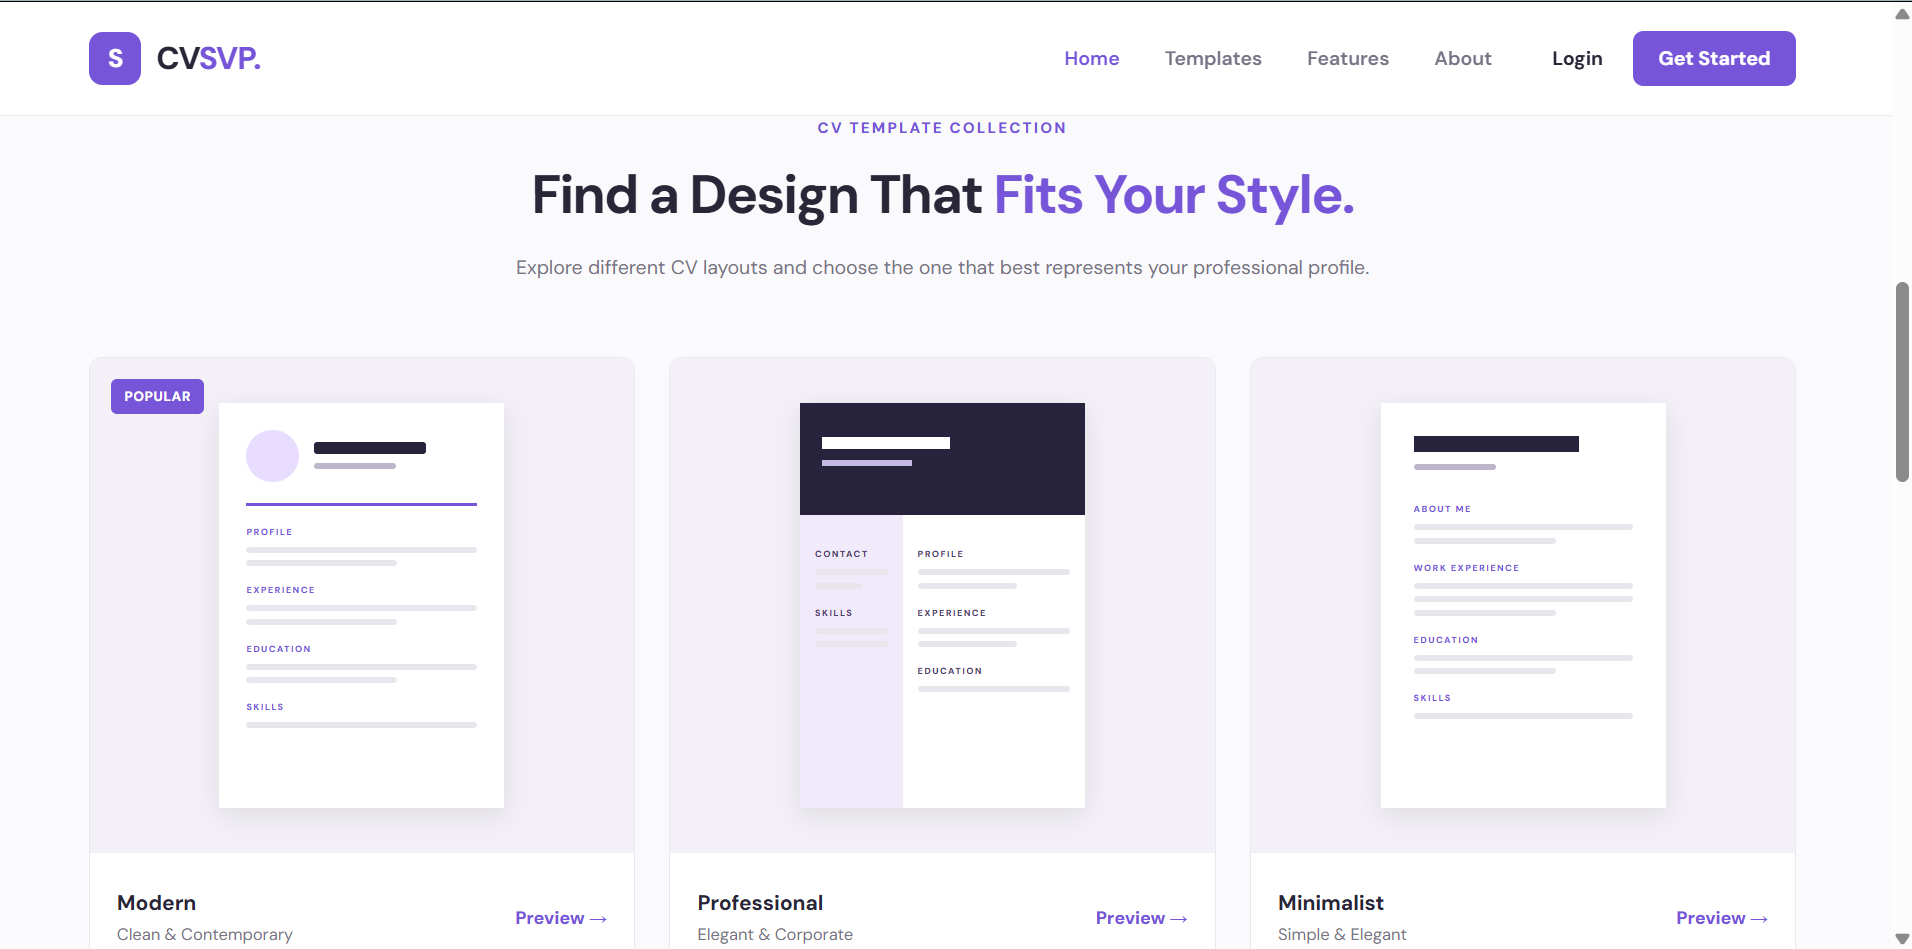 S CVSVP.
Home Templates Features About Login Get Started
CV TEMPLATE COLLECTION
Find a Design That Fits Your Style.
Explore different CV layouts and choose the one that best represents your professional profile.
POPULAR
PROFILE
EXPERIENCE
EDUCATION
SKILLS
CONTACT
SKILLS
PROFILE
EXPERIENCE
EDUCATION
ABOUT ME
WORK EXPERIENCE
EDUCATION
SKILLS
Modern
Clean & Contemporary
Preview →
Professional
Elegant & Corporate
Preview →
Minimalist
Simple & Elegant
Preview →